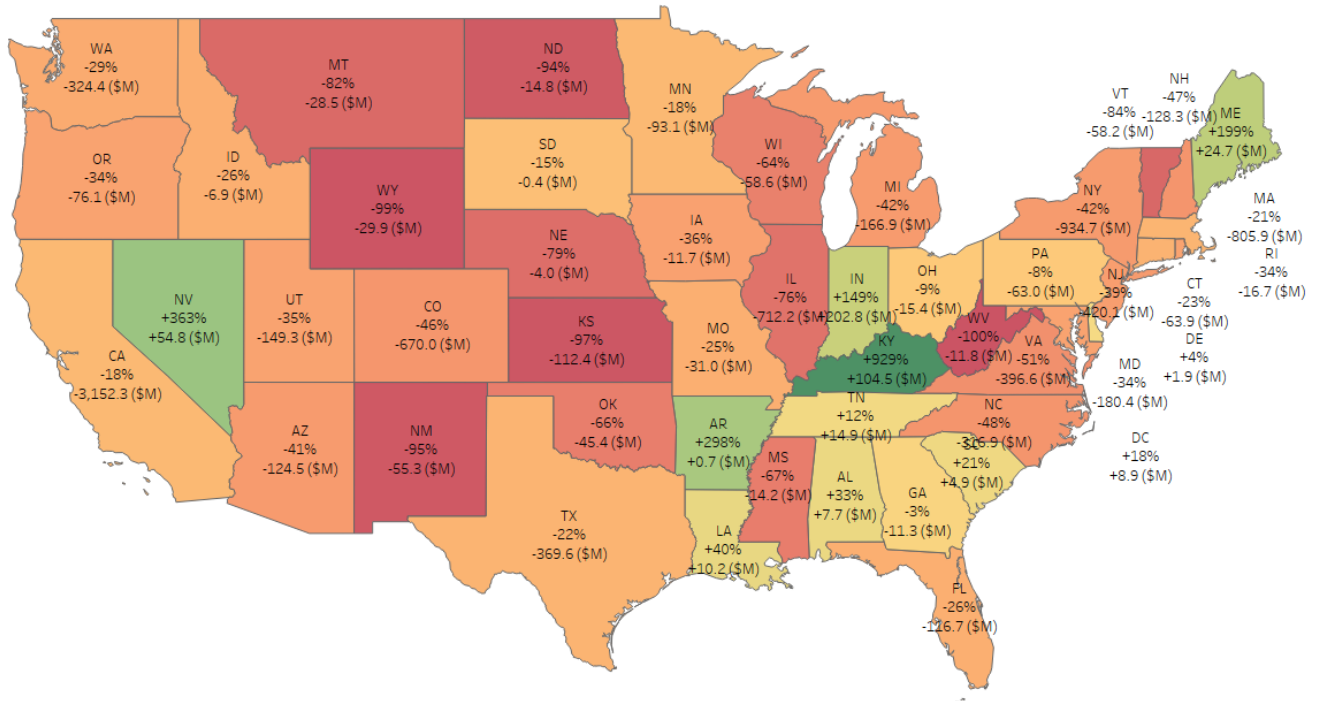 WA
-29%
-324.4 ($M)
MT
-82%
-28.5 ($M)
ND
-94%
-14.8 ($M)
MN
-18%
-93.1 ($M)
OR
-34%
-76.1 ($M)
ID
-26%
-6.9 ($M)
WY
-99%
-29.9 ($M)
SD
-15%
-0.4 ($M)
WI
-64%
-58.6 ($M)
MI
-42%
-166.9 ($M)
VT
-84%
-58.2 ($M)
NH
-47%
-128.3 ($M)
ME
+199%
+24.7 ($M)
NY
-42%
-934.7 ($M)
MA
-21%
-805.9 ($M)
RI
-34%
-16.7 ($M)
CT
-23%
-63.9 ($M)
NV
+363%
+54.8 ($M)
UT
-35%
-149.3 ($M)
CO
-46%
-670.0 ($M)
NE
-79%
-4.0 ($M)
IA
-36%
-11.7 ($M)
IL
-76%
-712.2 ($M)
IN
+149%
+202.8 ($M)
OH
-9%
-15.4 ($M)
PA
-8%
-63.0 ($M)
NJ
-39%
-420.1 ($M)
DE
+4%
+1.9 ($M)
CA
-18%
-3,152.3 ($M)
KS
-97%
-112.4 ($M)
MO
-25%
-31.0 ($M)
KY
+929%
+104.5 ($M)
WV
-100%
-11.8 ($M)
VA
-51%
-396.6 ($M)
MD
-34%
-180.4 ($M)
DC
+18%
+8.9 ($M)
AZ
-41%
-124.5 ($M)
NM
-95%
-55.3 ($M)
OK
-66%
-45.4 ($M)
AR
+298%
+0.7 ($M)
TN
+12%
+14.9 ($M)
NC
-48%
-316.9 ($M)
SC
+21%
+4.9 ($M)
TX
-22%
-369.6 ($M)
LA
+40%
+10.2 ($M)
MS
-67%
-14.2 ($M)
AL
+33%
+7.7 ($M)
GA
-3%
-11.3 ($M)
FL
-26%
($M)